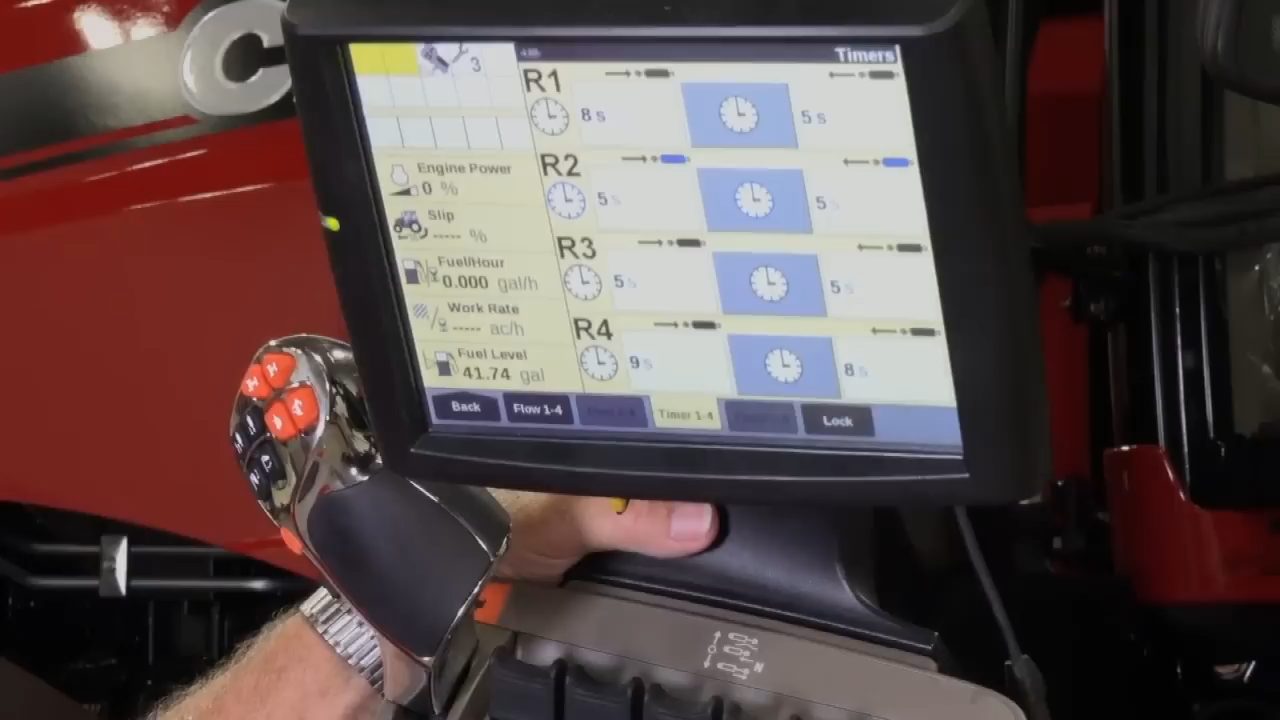 Timers
3
R1
8 s
5 s
R2
5 s
5 s
R3
5 s
5 s
R4
9 s
8 s
Engine Power
0 %
Slip
----- %
Fuel/Hour
0.000 gal/h
Work Rate
----- ac/h
Fuel Level
41.74 gal
Back
Flow 1-4
Timer 1-4
Lock
N
N